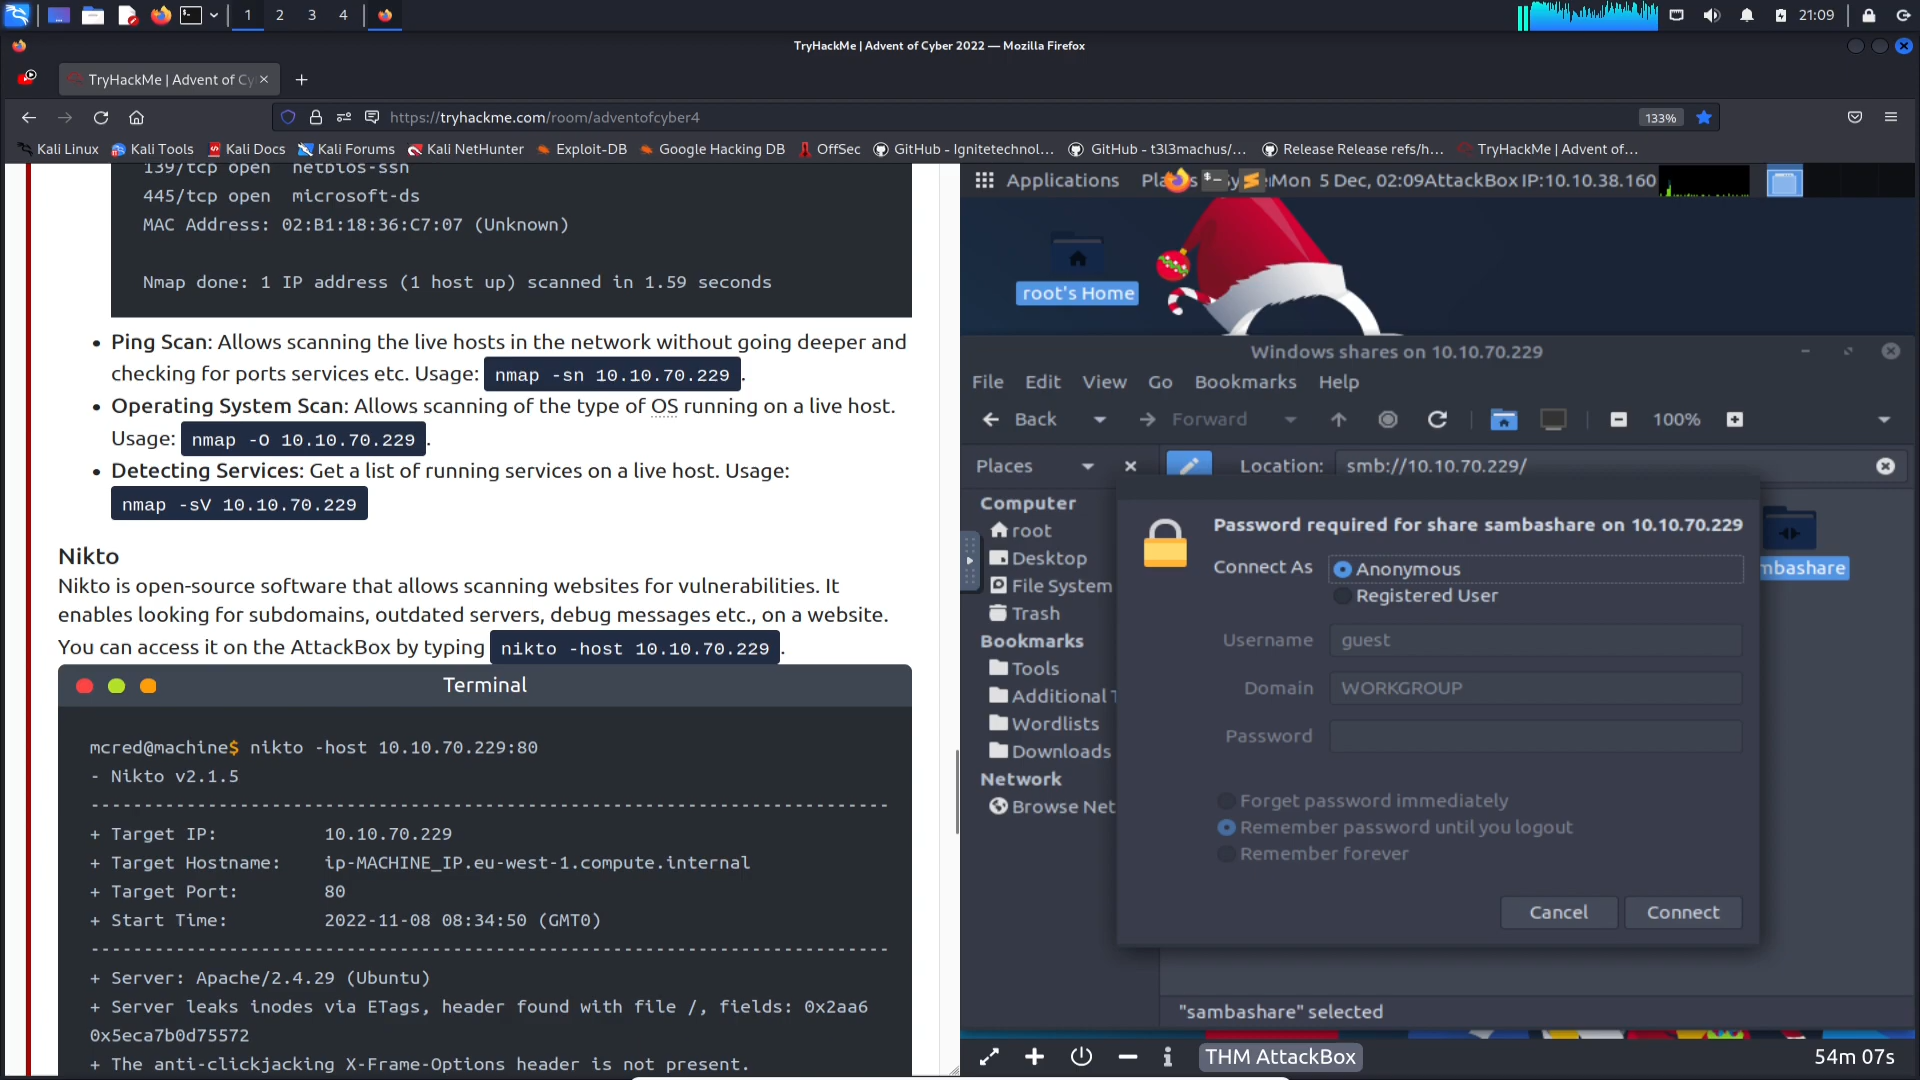 1 2 3 4
21:09
TryHackMe | Advent of Cyber 2022 — Mozilla Firefox
TryHackMe | Advent of Cy
https://tryhackme.com/room/adventofcyber4
133%
Kali Linux Kali Tools Kali Docs Kali Forums Kali NetHunter Exploit-DB Google Hacking DB OffSec GitHub - Ignitetechnol... GitHub - t3l3machus/... Release Release refs/h... TryHackMe | Advent of...
139/tcp open netbios-ssn
445/tcp open microsoft-ds
MAC Address: 02:B1:18:36:C7:07 (Unknown)
Nmap done: 1 IP address (1 host up) scanned in 1.59 seconds
• Ping Scan: Allows scanning the live hosts in the network without going deeper and
checking for ports services etc. Usage: nmap -sn 10.10.70.229.
• Operating System Scan: Allows scanning of the type of OS running on a live host.
Usage: nmap -O 10.10.70.229.
• Detecting Services: Get a list of running services on a live host. Usage:
nmap -sV 10.10.70.229
Nikto
Nikto is open-source software that allows scanning websites for vulnerabilities. It
enables looking for subdomains, outdated servers, debug messages etc., on a website.
You can access it on the AttackBox by typing nikto -host 10.10.70.229.
Terminal
mcred@machine$ nikto -host 10.10.70.229:80
- Nikto v2.1.5
---------------------------------------------------------------------------
+ Target IP: 10.10.70.229
+ Target Hostname: ip-MACHINE_IP.eu-west-1.compute.internal
+ Target Port: 80
+ Start Time: 2022-11-08 08:34:50 (GMT0)
---------------------------------------------------------------------------
+ Server: Apache/2.4.29 (Ubuntu)
+ Server leaks inodes via ETags, header found with file /, fields: 0x2aa6
0x5eca7b0d75572
+ The anti-clickjacking X-Frame-Options header is not present.
Applications Mon 5 Dec, 02:09 AttackBox IP:10.10.38.160
root's Home
Windows shares on 10.10.70.229
File Edit View Go Bookmarks Help
Back Forward 100%
Places Location: smb://10.10.70.229/
Computer
root
Desktop
File System
Trash
Bookmarks
Tools
Additional T
Wordlists
Downloads
Network
Browse Net
mbashare
Password required for share sambashare on 10.10.70.229
Connect As Anonymous
Registered User
Username guest
Domain WORKGROUP
Password
Forget password immediately
Remember password until you logout
Remember forever
Cancel Connect
"sambashare" selected
THM AttackBox
54m 07s